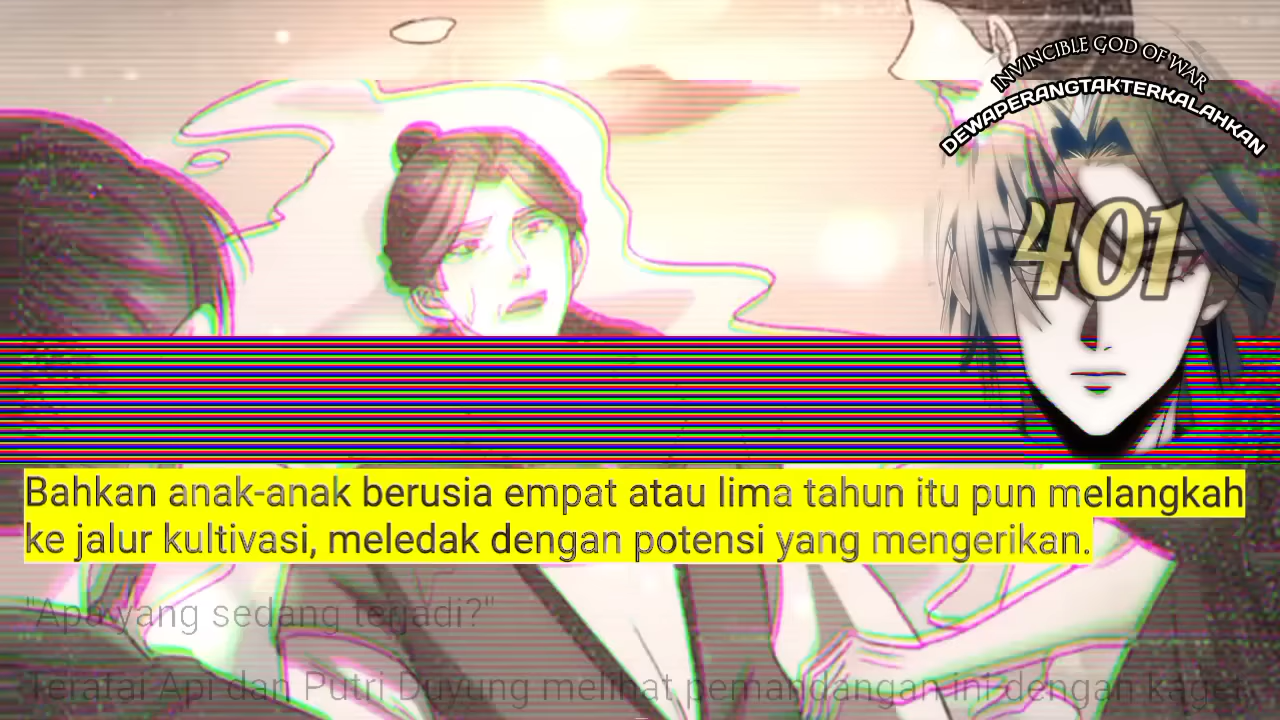 INVINCIBLE GOD OF WAR
DEWAPERANGTAKTERKALAHKAN
401
Bahkan anak-anak berusia empat atau lima tahun itu pun melangkah
ke jalur kultivasi, meledak dengan potensi yang mengerikan.
"Apa yang sedang terjadi?"
Teratai Api dan Putri Duyung melihat pemandangan ini dengan kaget.